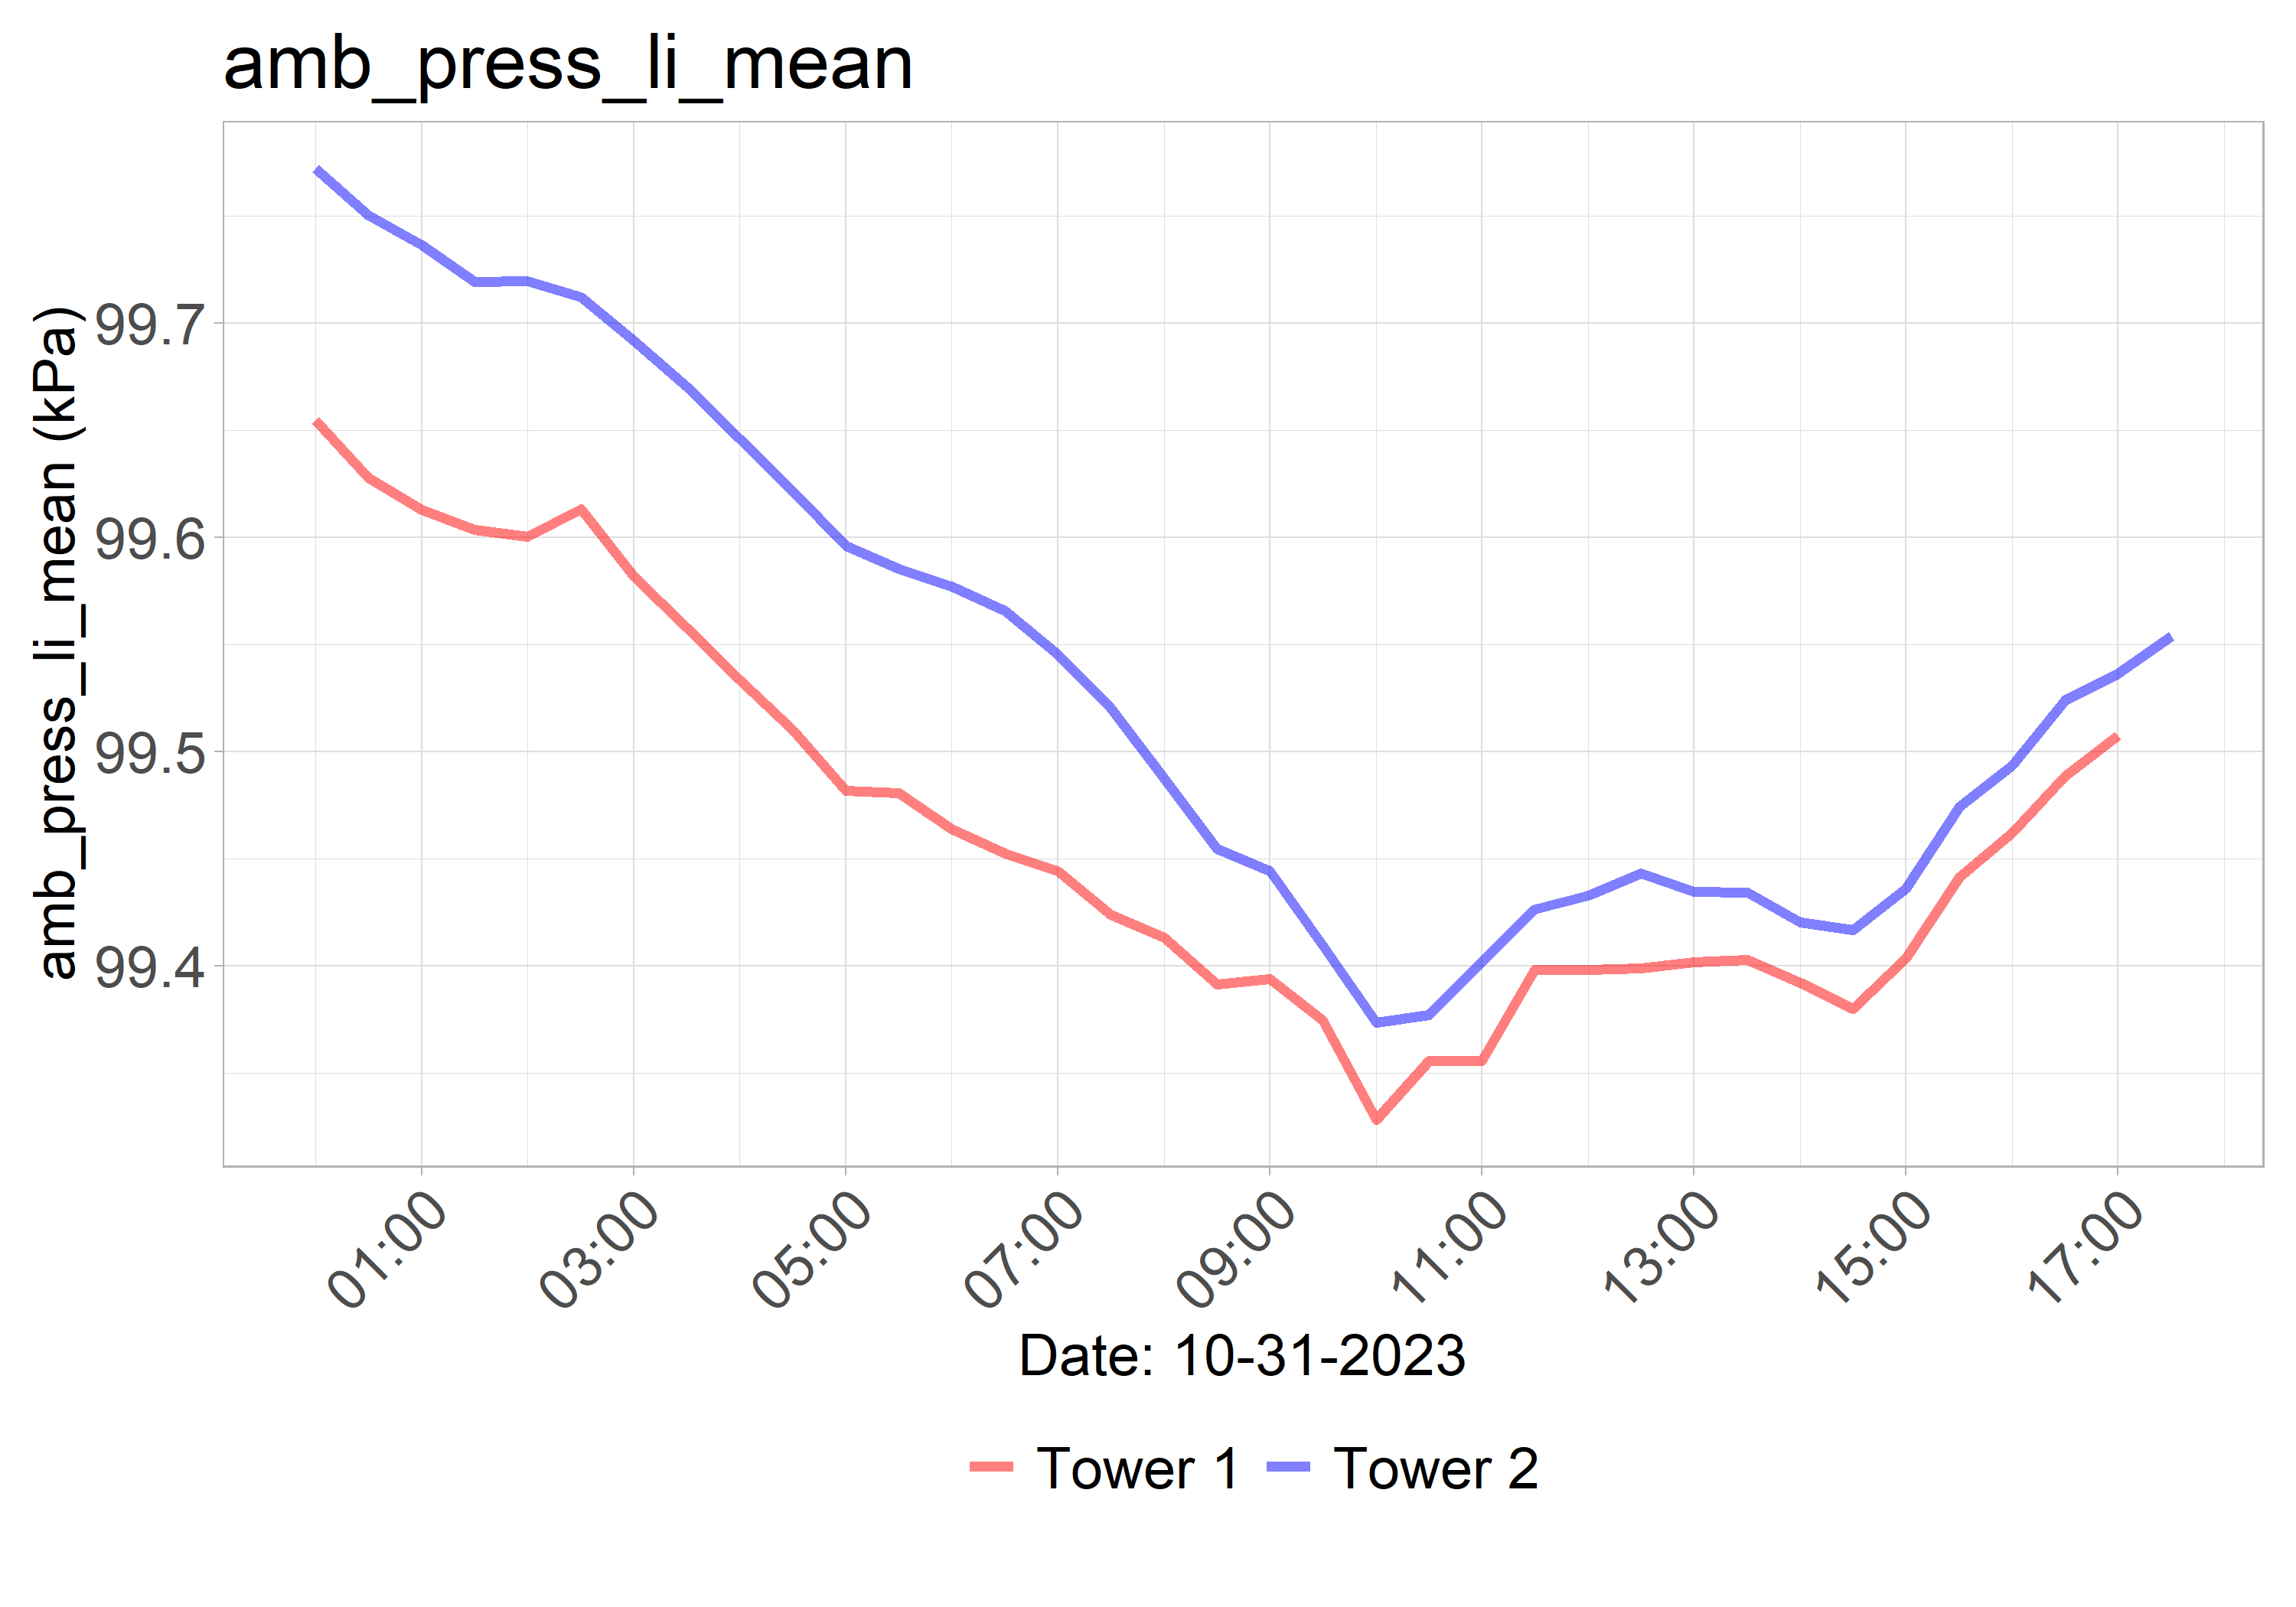 amb_press_li_mean
amb_press_li_mean (kPa)
99.7
99.6
99.5
99.4
01:00 03:00 05:00 07:00 09:00 11:00 13:00 15:00 17:00
Date: 10-31-2023
Tower 1 Tower 2